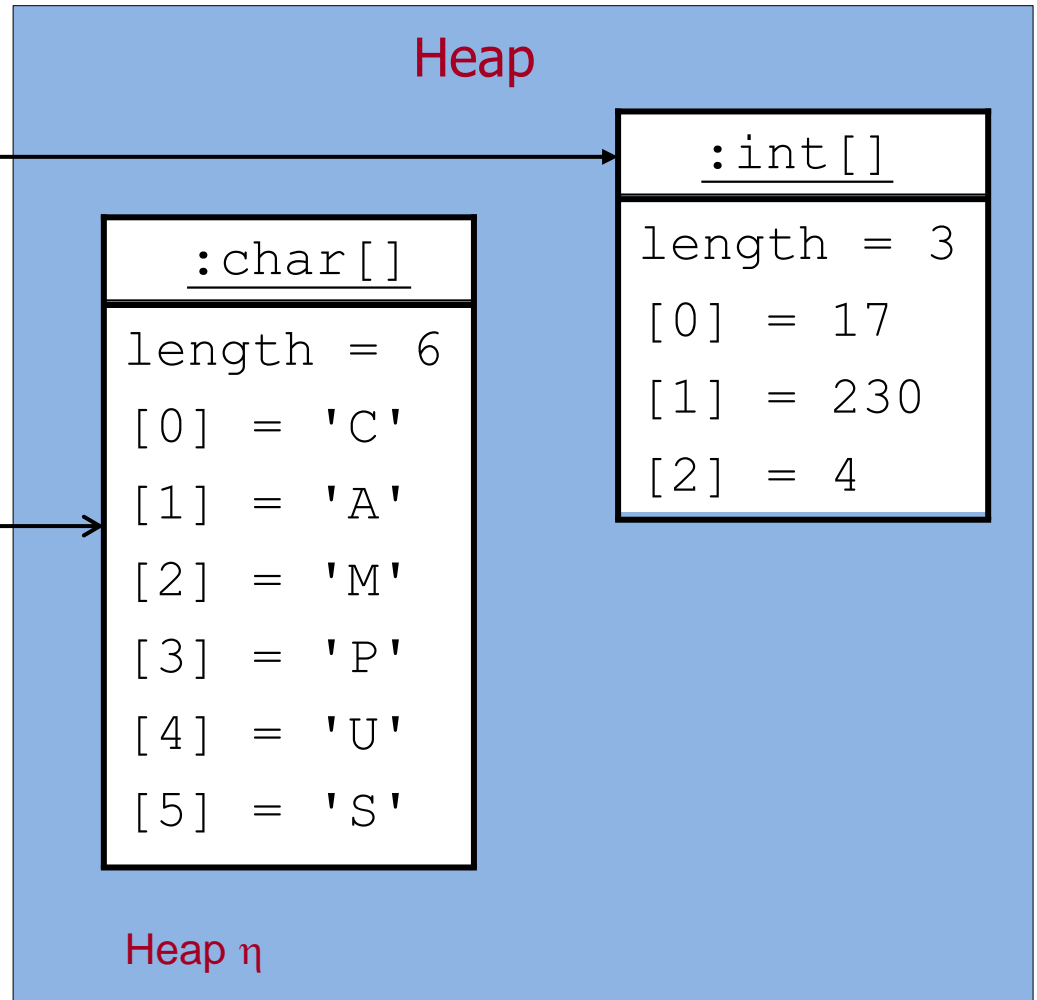 Heap
:int[]
length = 3
[0] = 17
[1] = 230
[2] = 4
:char[]
length = 6
[0] = 'C'
[1] = 'A'
[2] = 'M'
[3] = 'P'
[4] = 'U'
[5] = 'S'
Heap η